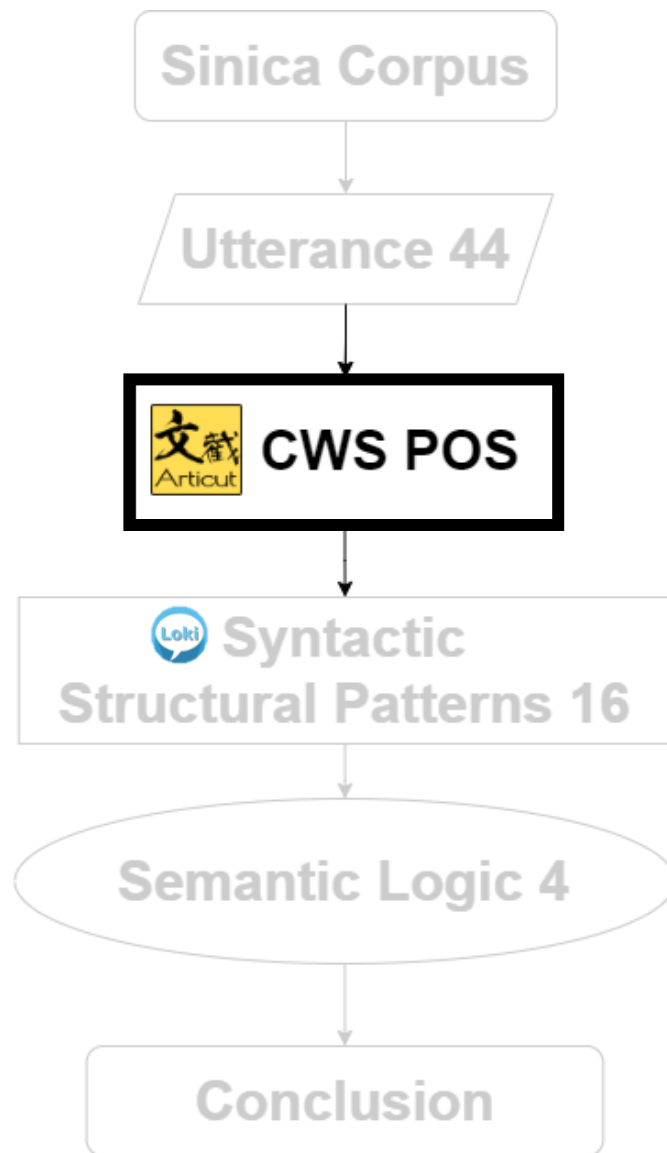 Sinica Corpus
Utterance 44
文截
Articut
CWS POS
Loki
Syntactic
Structural Patterns 16
Semantic Logic 4
Conclusion